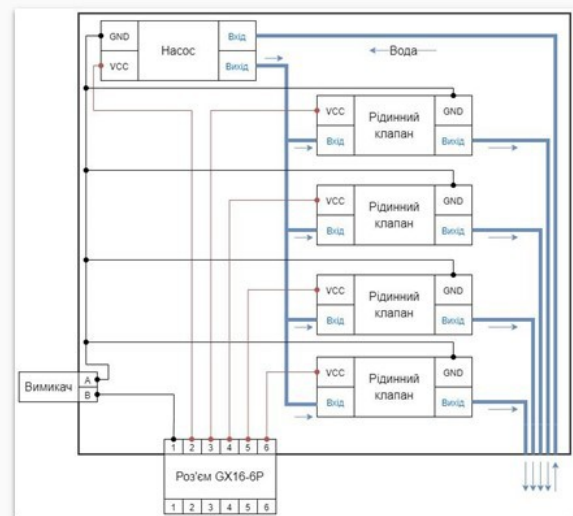 GND
Насос
Вхід
VCC
Вихід
Вода
VCC
Рідинний
клапан
GND
Вхід
Вихід
VCC
Рідинний
клапан
GND
Вхід
Вихід
VCC
Рідинний
клапан
GND
Вхід
Вихід
VCC
Рідинний
клапан
GND
Вхід
Вихід
Вимикач
A
B
1 2 3 4 5 6
Роз'єм GX16-6P
1 2 3 4 5 6